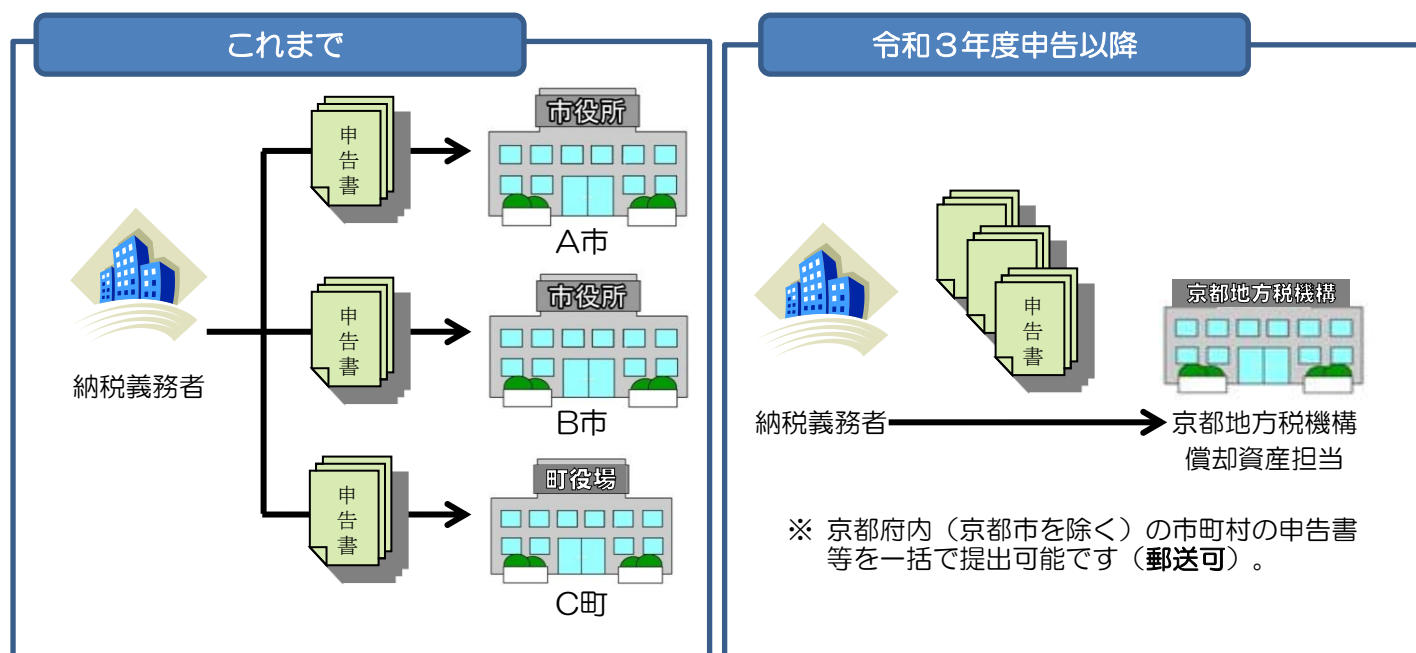 これまで
申告書
市役所
A市
申告書
市役所
B市
納税義務者
申告書
町役場
C町
令和3年度申告以降
申告書
京都地方税機構
納税義務者
京都地方税機構
償却資産担当
※ 京都府内（京都市を除く）の市町村の申告書
等を一括で提出可能です（郵送可）。